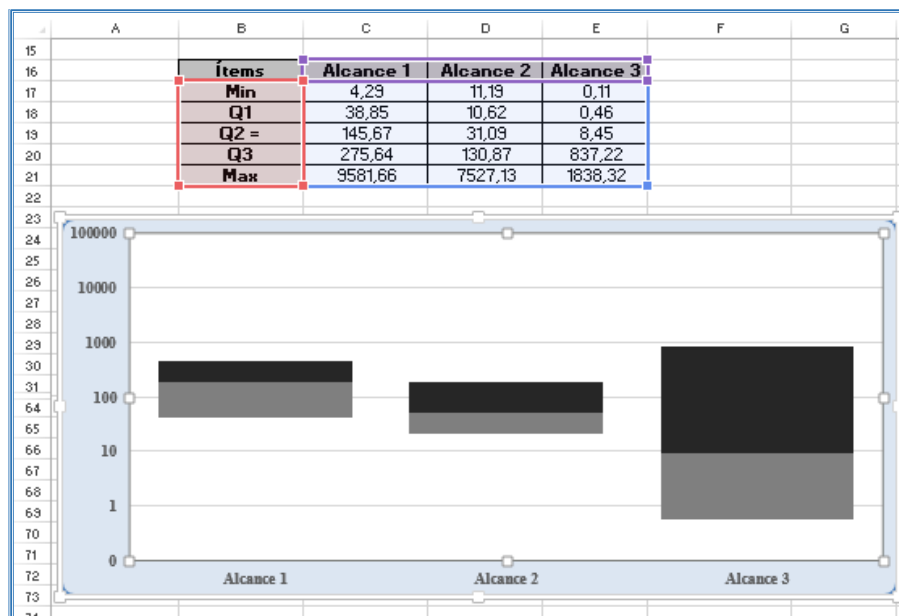 A B C D E F G
15
16 Ítems Alcance 1 Alcance 2 Alcance 3
17 Min 4,29 11,19 0,11
18 Q1 38,85 10,62 0,46
19 Q2 = 145,67 31,09 8,45
20 Q3 275,64 130,87 837,22
21 Max 9581,66 7527,13 1838,32
22
23
24 100000
25
26 10000
27
28
29 1000
30
31
64 100
65
66 10
67
68
69 1
70
71 0
72 Alcance 1 Alcance 2 Alcance 3
73